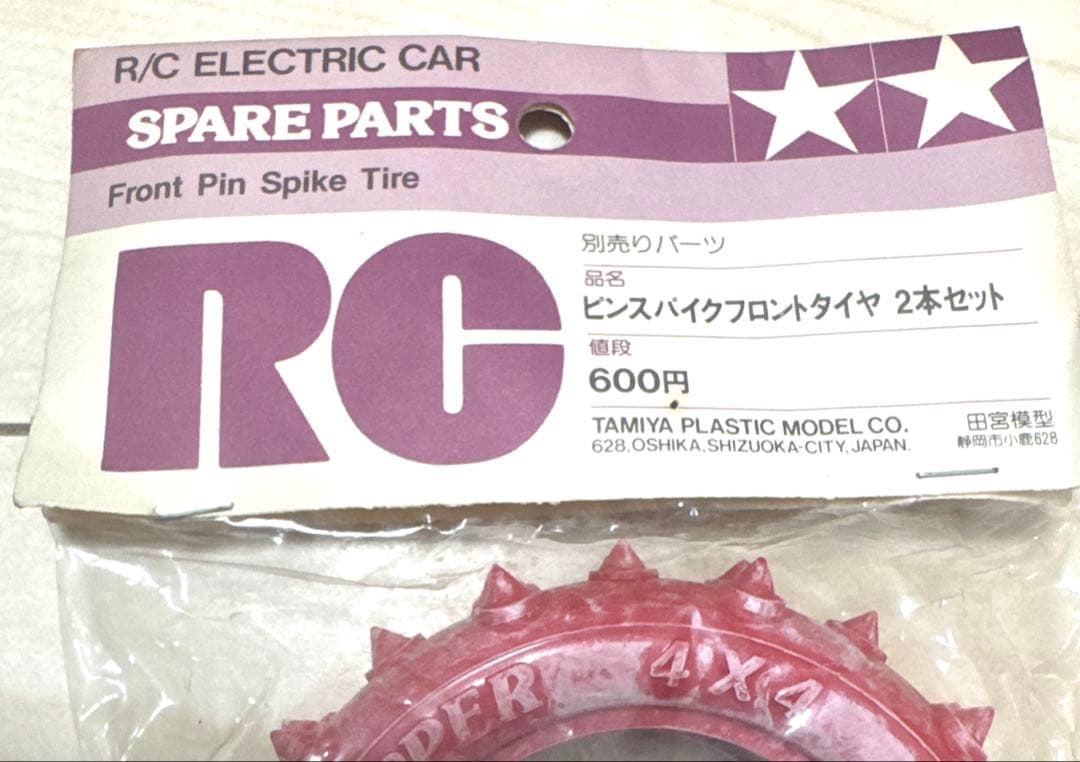 R/C ELECTRIC CAR
SPARE PARTS
Front Pin Spike Tire
RC
別売りパーツ
品名
ピンスパイクフロントタイヤ 2本セット
値段
600円
TAMIYA PLASTIC MODEL CO.
628, OSHIKA, SHIZUOKA-CITY, JAPAN.
田宮模型
静岡市小鹿628
4 X 4